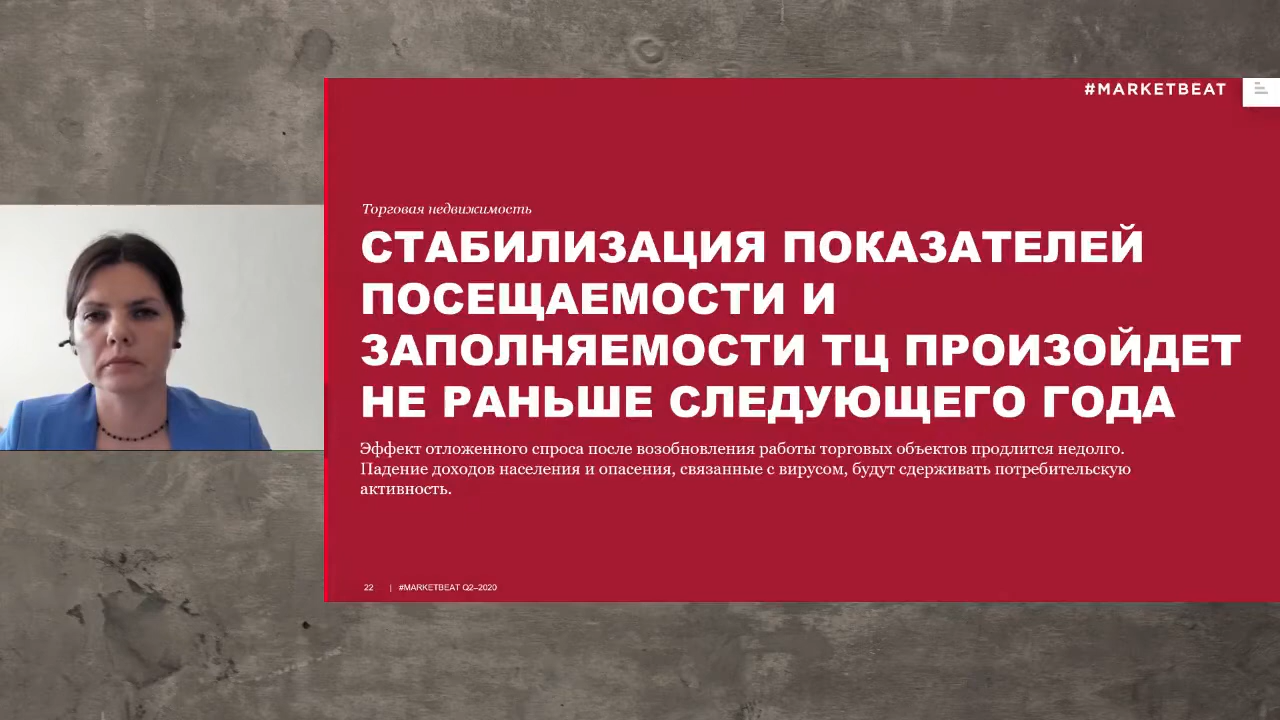 #MARKETBEAT
Торговая недвижимость
СТАБИЛИЗАЦИЯ ПОКАЗАТЕЛЕЙ
ПОСЕЩАЕМОСТИ И
ЗАПОЛНЯЕМОСТИ ТЦ ПРОИЗОЙДЕТ
НЕ РАНЬШЕ СЛЕДУЮЩЕГО ГОДА
Эффект отложенного спроса после возобновления работы торговых объектов продлится недолго.
Падение доходов населения и опасения, связанные с вирусом, будут сдерживать потребительскую
активность.
22 | #MARKETBEAT Q2–2020